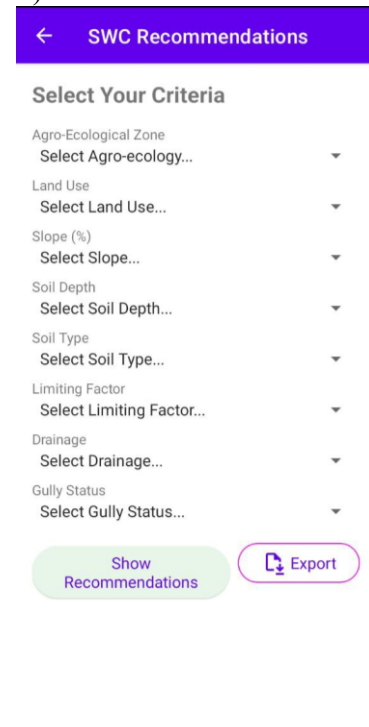 SWC Recommendations
Select Your Criteria
Agro-Ecological Zone
Select Agro-ecology...
Land Use
Select Land Use...
Slope (%)
Select Slope...
Soil Depth
Select Soil Depth...
Soil Type
Select Soil Type...
Limiting Factor
Select Limiting Factor...
Drainage
Select Drainage...
Gully Status
Select Gully Status...
Show
Recommendations
Export